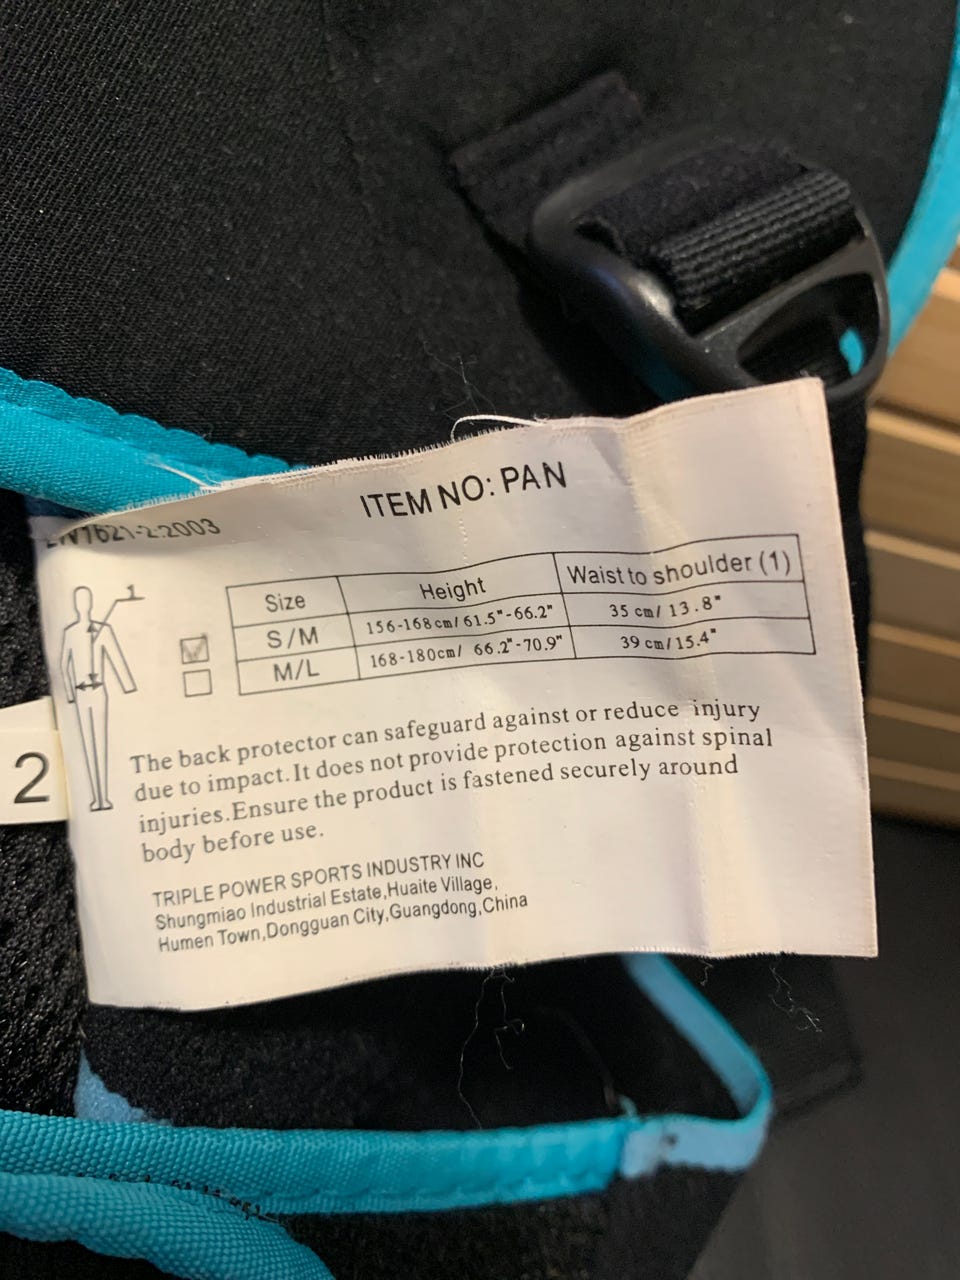 ITEM NO: PAN
1621-2:2003
1
Size Height Waist to shoulder (1)
S/M 156-168cm/61.5"-66.2" 35 cm/ 13.8"
M/L 168-180cm/ 66.2"-70.9" 39 cm/15.4"
The back protector can safeguard against or reduce injury
due to impact.It does not provide protection against spinal
injuries.Ensure the product is fastened securely around
body before use.
TRIPLE POWER SPORTS INDUSTRY INC
Shungmiao Industrial Estate,Huaite Village,
Humen Town,Dongguan City,Guangdong,China
2